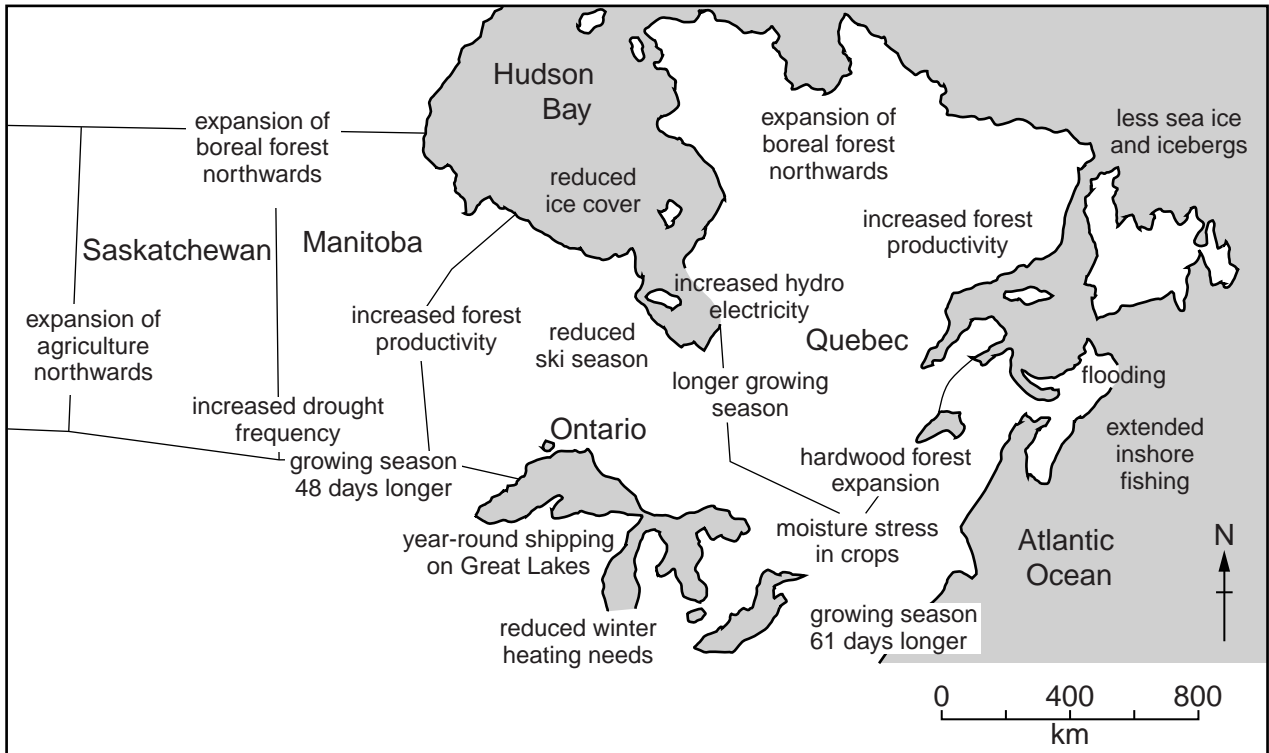 Hudson
Bay
expansion of
boreal forest
northwards
expansion of
boreal forest
northwards
less sea ice
and icebergs
reduced
ice cover
increased forest
productivity
Saskatchewan
Manitoba
increased hydro
electricity
expansion of
agriculture
northwards
increased forest
productivity
reduced
ski season
Quebec
longer growing
season
flooding
increased drought
frequency
Ontario
extended
inshore
fishing
growing season
48 days longer
hardwood forest
expansion
year-round shipping
on Great Lakes
moisture stress
in crops
Atlantic
Ocean
N
reduced winter
heating needs
growing season
61 days longer
0 400 800
km